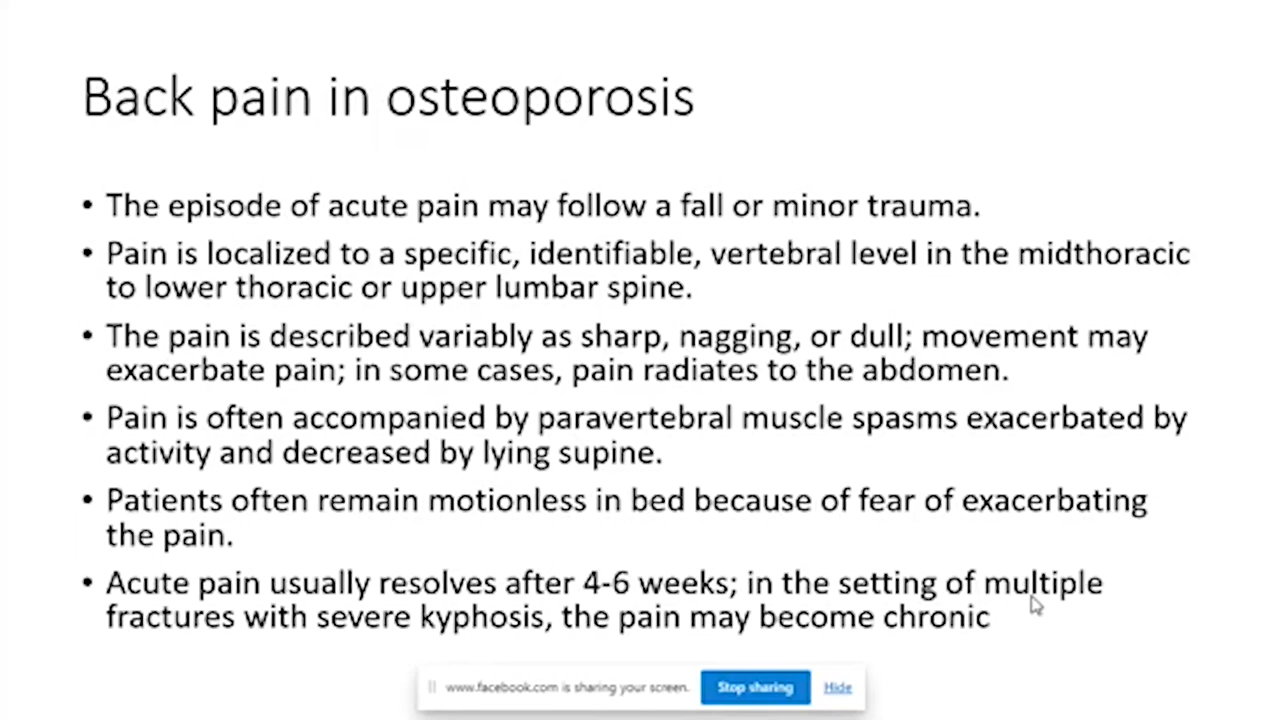 Back pain in osteoporosis
• The episode of acute pain may follow a fall or minor trauma.
• Pain is localized to a specific, identifiable, vertebral level in the midthoracic
to lower thoracic or upper lumbar spine.
• The pain is described variably as sharp, nagging, or dull; movement may
exacerbate pain; in some cases, pain radiates to the abdomen.
• Pain is often accompanied by paravertebral muscle spasms exacerbated by
activity and decreased by lying supine.
• Patients often remain motionless in bed because of fear of exacerbating
the pain.
• Acute pain usually resolves after 4-6 weeks; in the setting of multiple
fractures with severe kyphosis, the pain may become chronic
www.facebook.com is sharing your screen. Stop sharing Hide